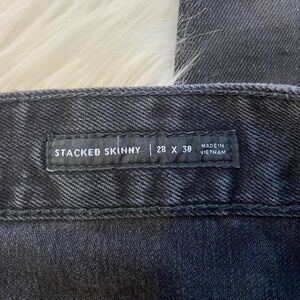 STACKED SKINNY | 28 X 30 MADE IN VIETNAM